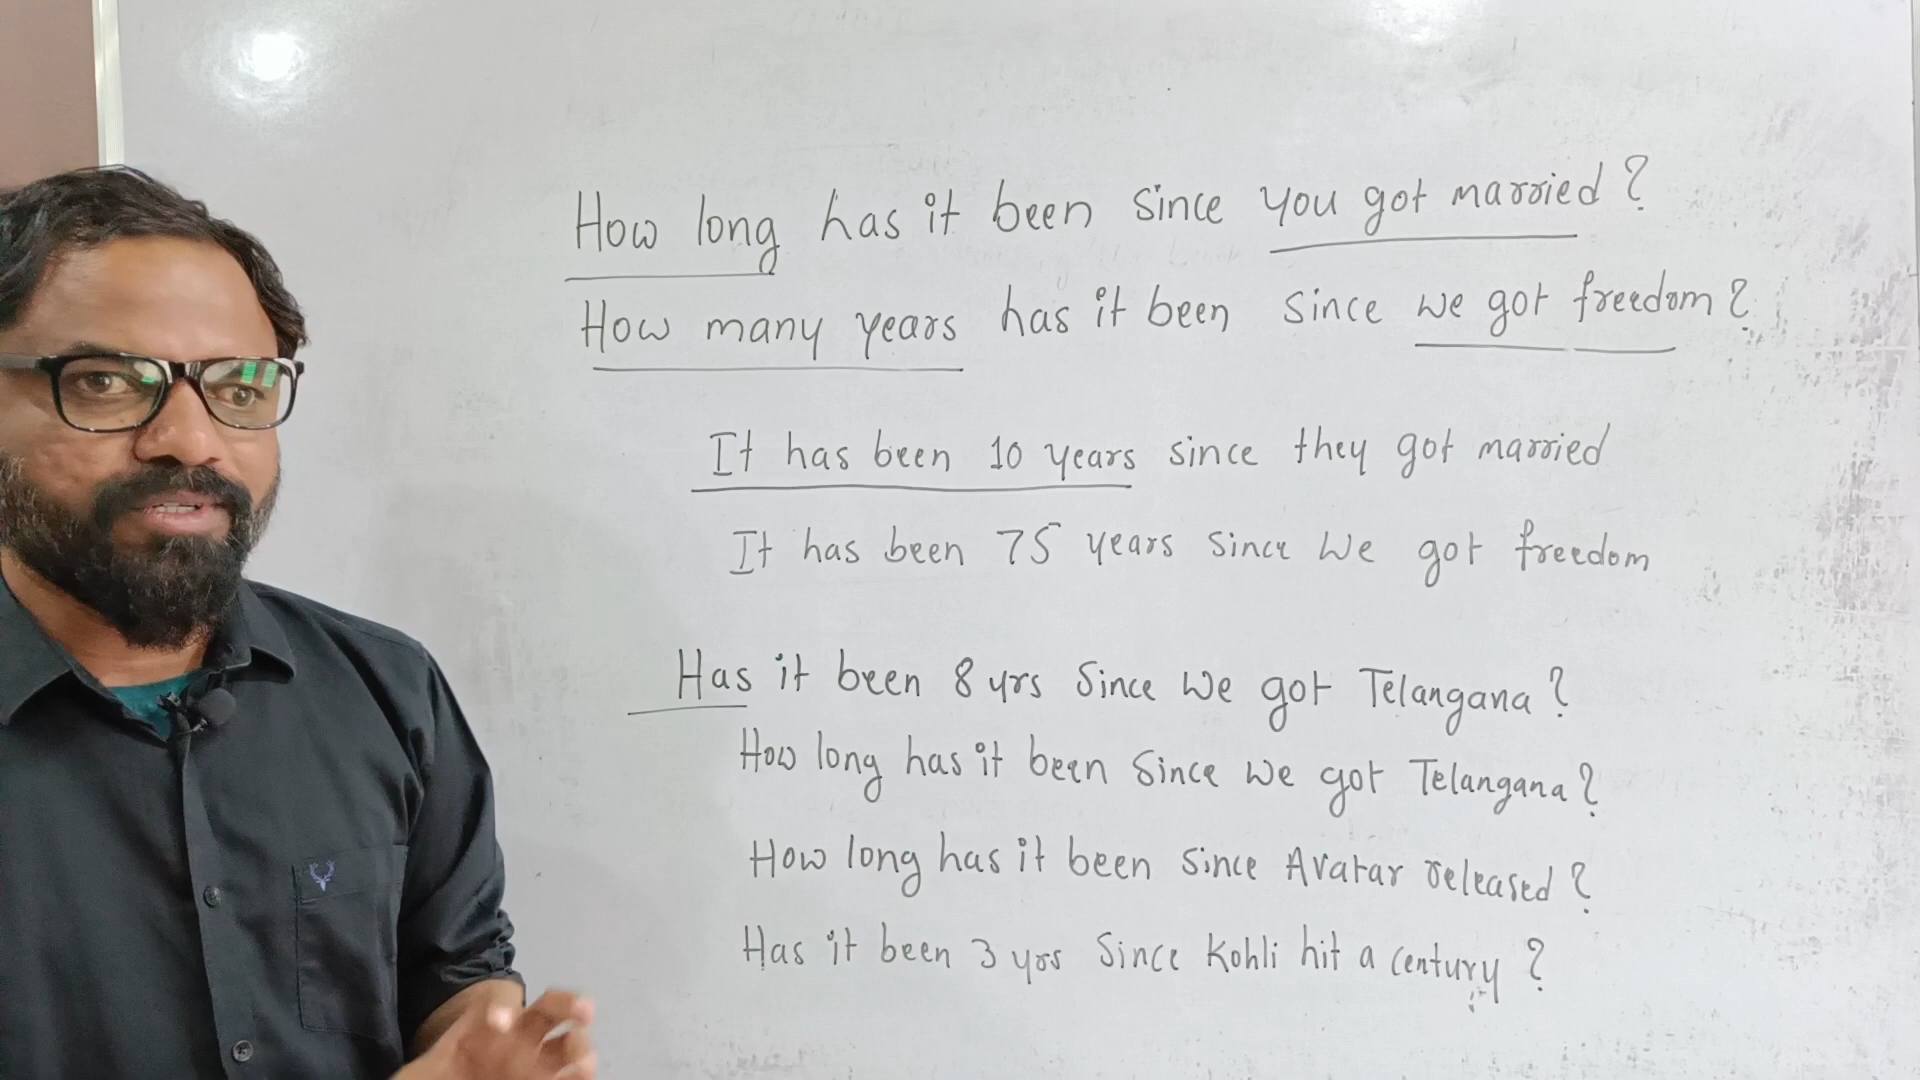 How long has it been since you got married?
How many years has it been since we got freedom?
It has been 10 years since they got married
It has been 75 years since we got freedom
Has it been 8 yrs since we got Telangana?
How long has it been since we got Telangana?
How long has it been since Avatar released?
Has it been 3 yrs since Kohli hit a century?